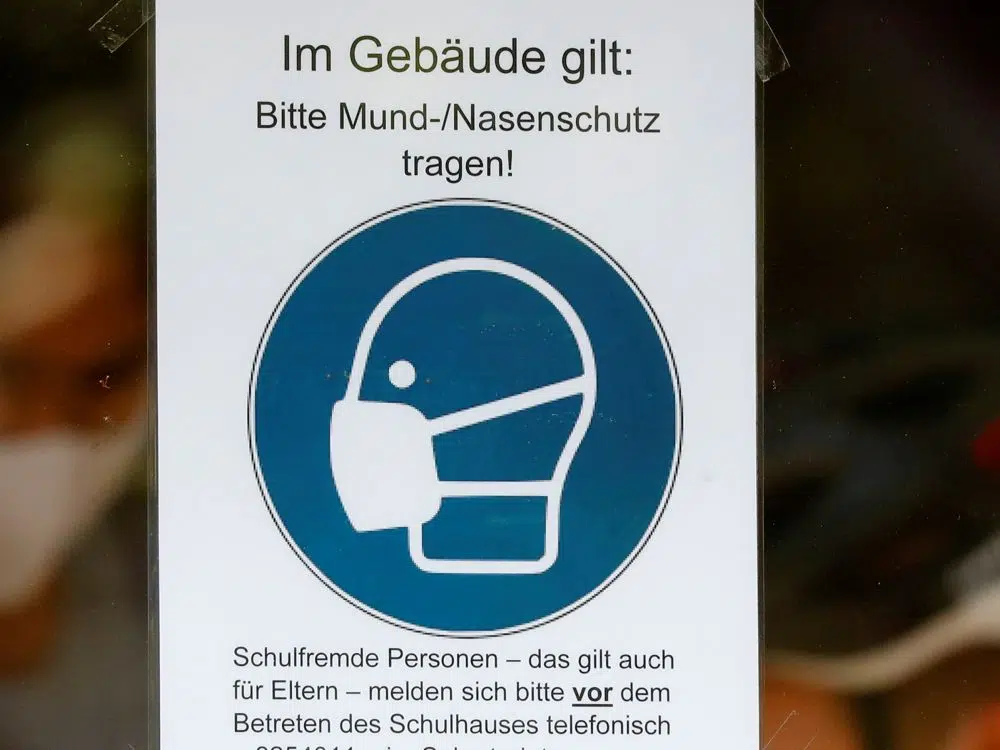 Im Gebäude gilt:
Bitte Mund-/Nasenschutz
tragen!
Schulfremde Personen – das gilt auch
für Eltern – melden sich bitte vor dem
Betreten des Schulhauses telefonisch